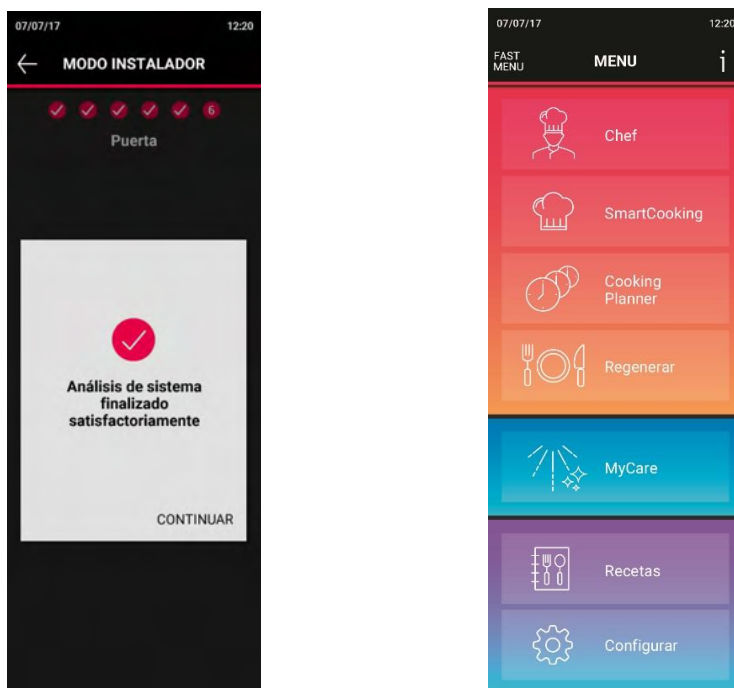 07/07/17 12:20
MODO INSTALADOR
6
Puerta
Análisis de sistema
finalizado
satisfactoriamente
CONTINUAR
07/07/17 12:20
FAST
MENU
MENU
i
Chef
SmartCooking
Cooking
Planner
Regenerar
MyCare
Recetas
Configurar